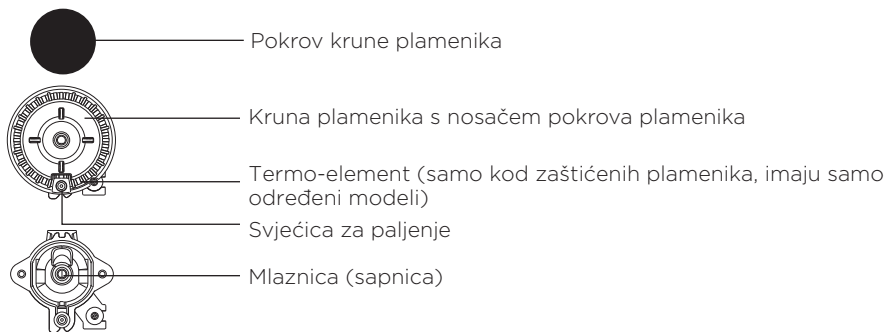 Pokrov krune plamenika
Kruna plamenika s nosačem pokrova plamenika
Termo-element (samo kod zaštićenih plamenika, imaju samo
određeni modeli)
Svjećica za paljenje
Mlaznica (sapnica)